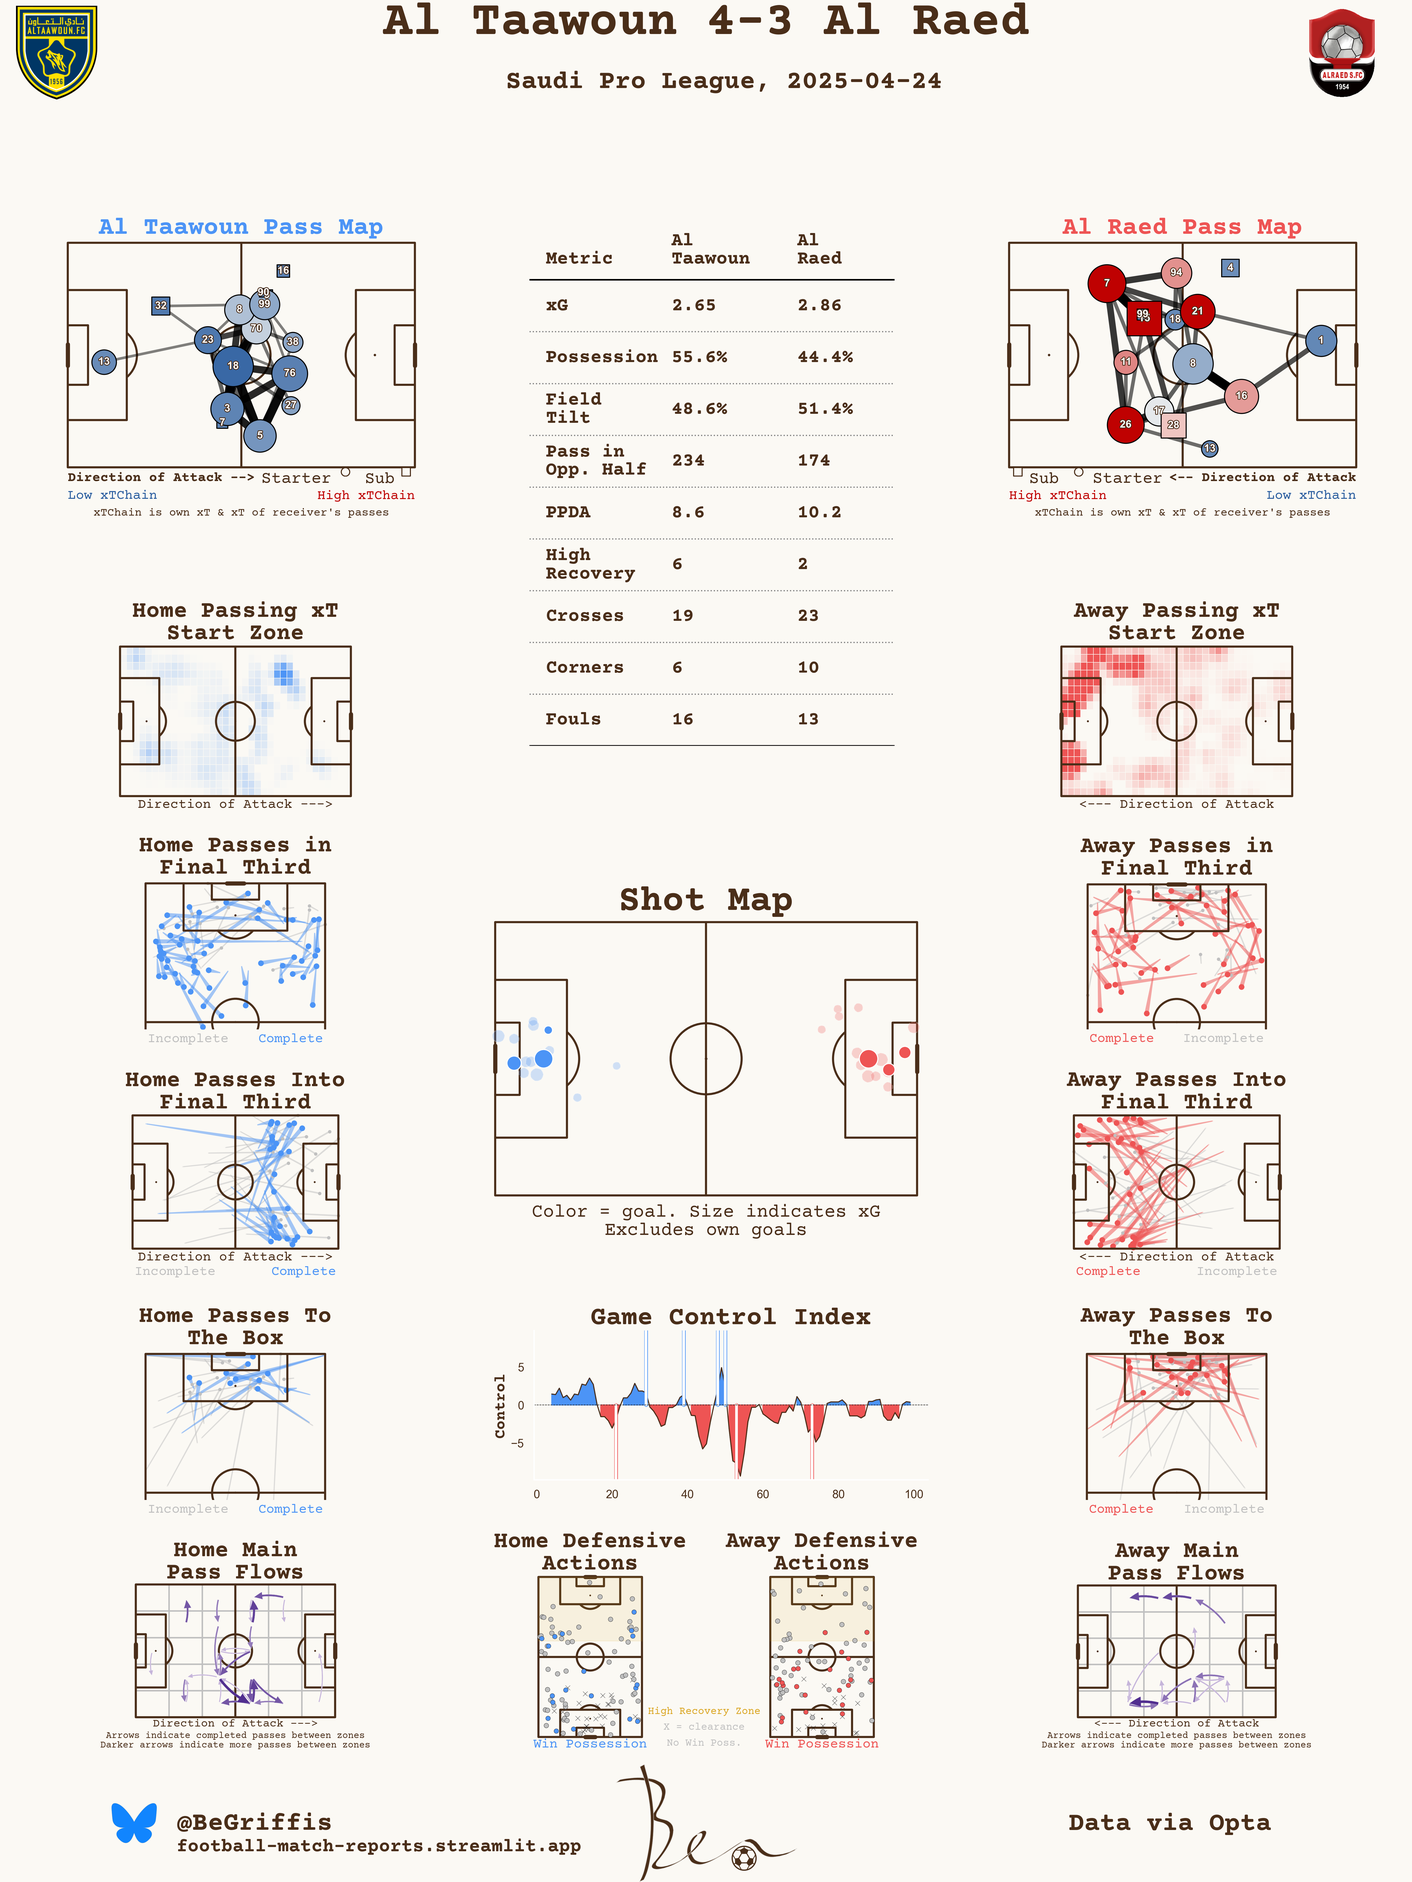 Al Taawoun 4-3 Al Raed
Saudi Pro League, 2025-04-24
نادي التعاون
ALTAAWOUN.FC
1956
ALRAED S.FC
1954
Al Taawoun Pass Map
16
32
90
99
8
70
23
38
13
18
76
3
27
7
5
Direction of Attack --> Starter Sub
Low xTChain High xTChain
xTChain is own xT & xT of receiver's passes
Metric Al Taawoun Al Raed
xG 2.65 2.86
Possession 55.6% 44.4%
Field Tilt 48.6% 51.4%
Pass in Opp. Half 234 174
PPDA 8.6 10.2
High Recovery 6 2
Crosses 19 23
Corners 6 10
Fouls 16 13
Al Raed Pass Map
94
4
7
99
18
21
1
11
8
16
17
26
28
13
Sub Starter <-- Direction of Attack
High xTChain Low xTChain
xTChain is own xT & xT of receiver's passes
Home Passing xT
Start Zone
Direction of Attack --->
Away Passing xT
Start Zone
<--- Direction of Attack
Home Passes in
Final Third
Incomplete Complete
Away Passes in
Final Third
Complete Incomplete
Shot Map
Color = goal. Size indicates xG
Excludes own goals
Home Passes Into
Final Third
Direction of Attack --->
Incomplete Complete
Away Passes Into
Final Third
<--- Direction of Attack
Complete Incomplete
Home Passes To
The Box
Incomplete Complete
Game Control Index
Control
5
0
−5
0 20 40 60 80 100
Away Passes To
The Box
Complete Incomplete
Home Main
Pass Flows
Direction of Attack --->
Arrows indicate completed passes between zones
Darker arrows indicate more passes between zones
Home Defensive
Actions
Win Possession
Away Defensive
Actions
Win Possession
High Recovery Zone
X = clearance
No Win Poss.
Away Main
Pass Flows
<--- Direction of Attack
Arrows indicate completed passes between zones
Darker arrows indicate more passes between zones
@BeGriffis
football-match-reports.streamlit.app
Ben
Data via Opta